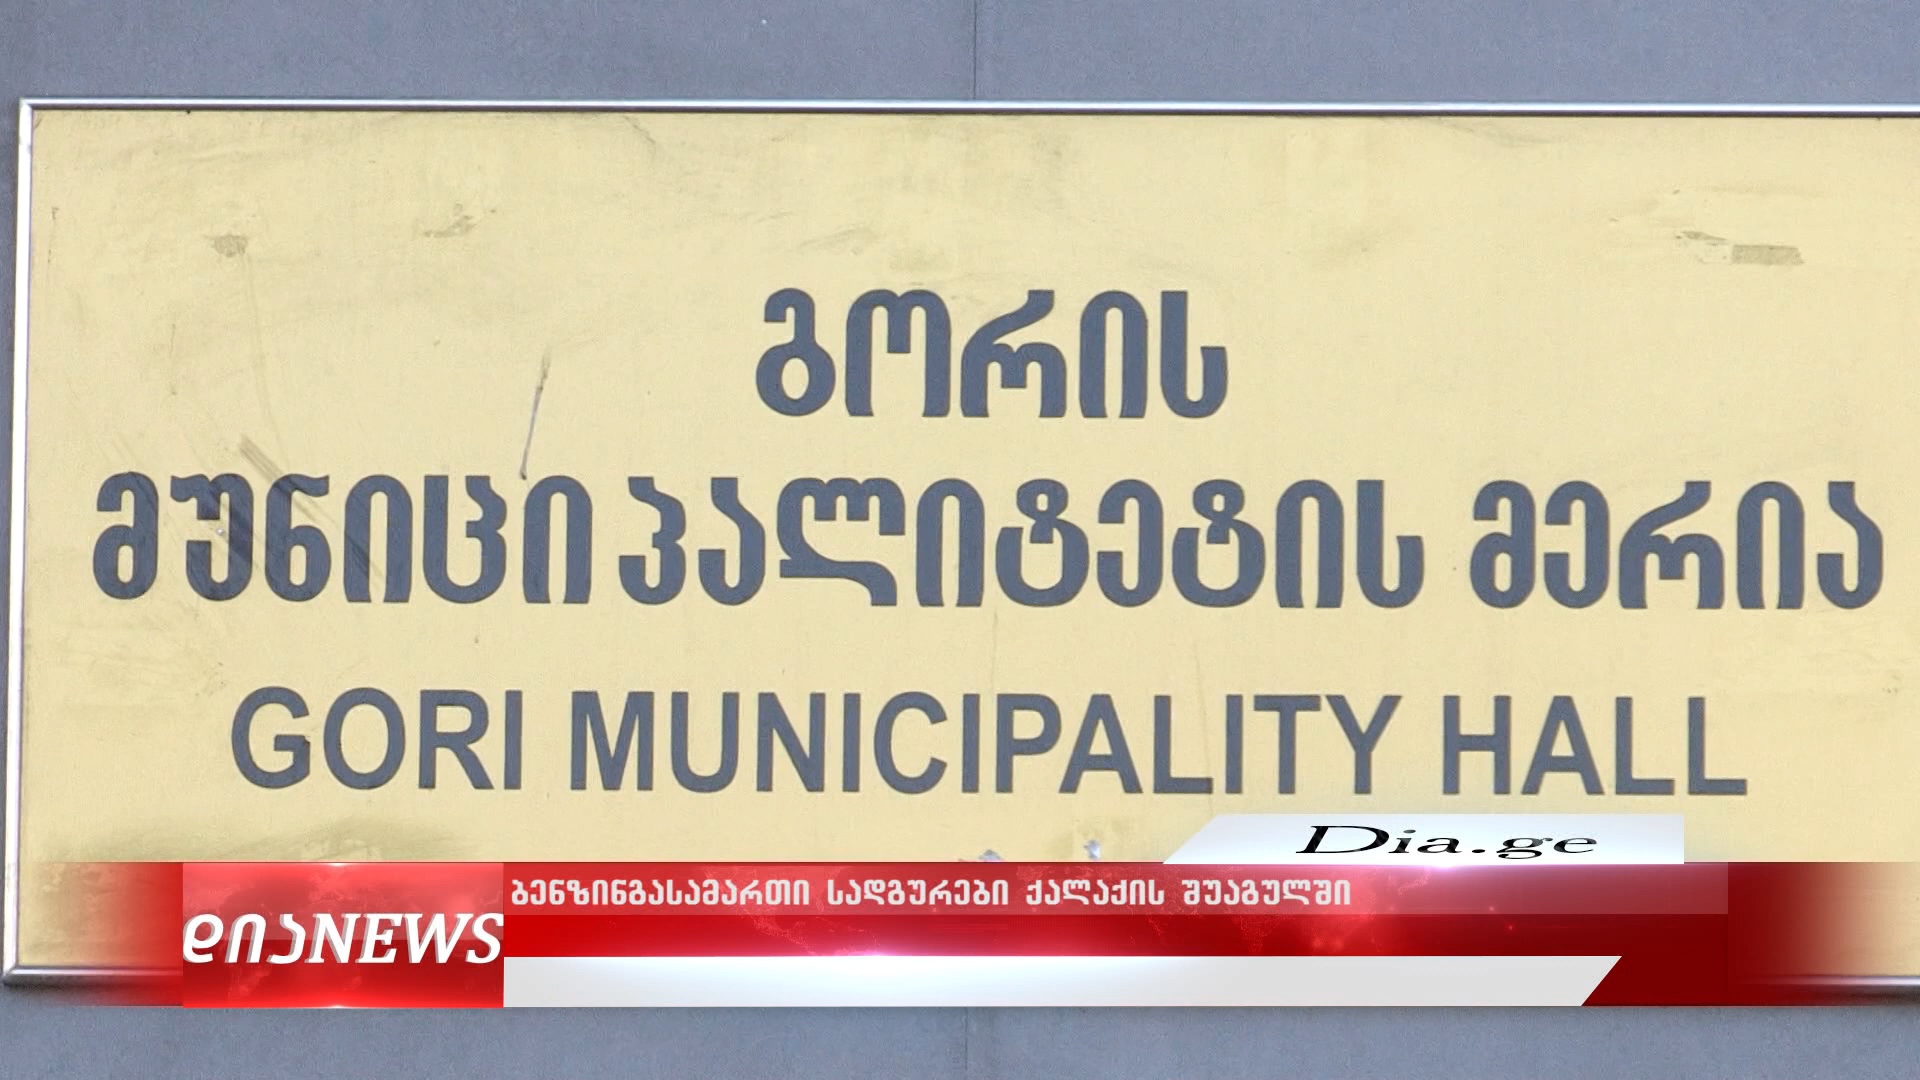 გორის
მუნიციპალიტეტის მერია
GORI MUNICIPALITY HALL
Dia.ge
ბენზინგასამართი სადგურები ქალაქის შუაგულში
დიაNEWS